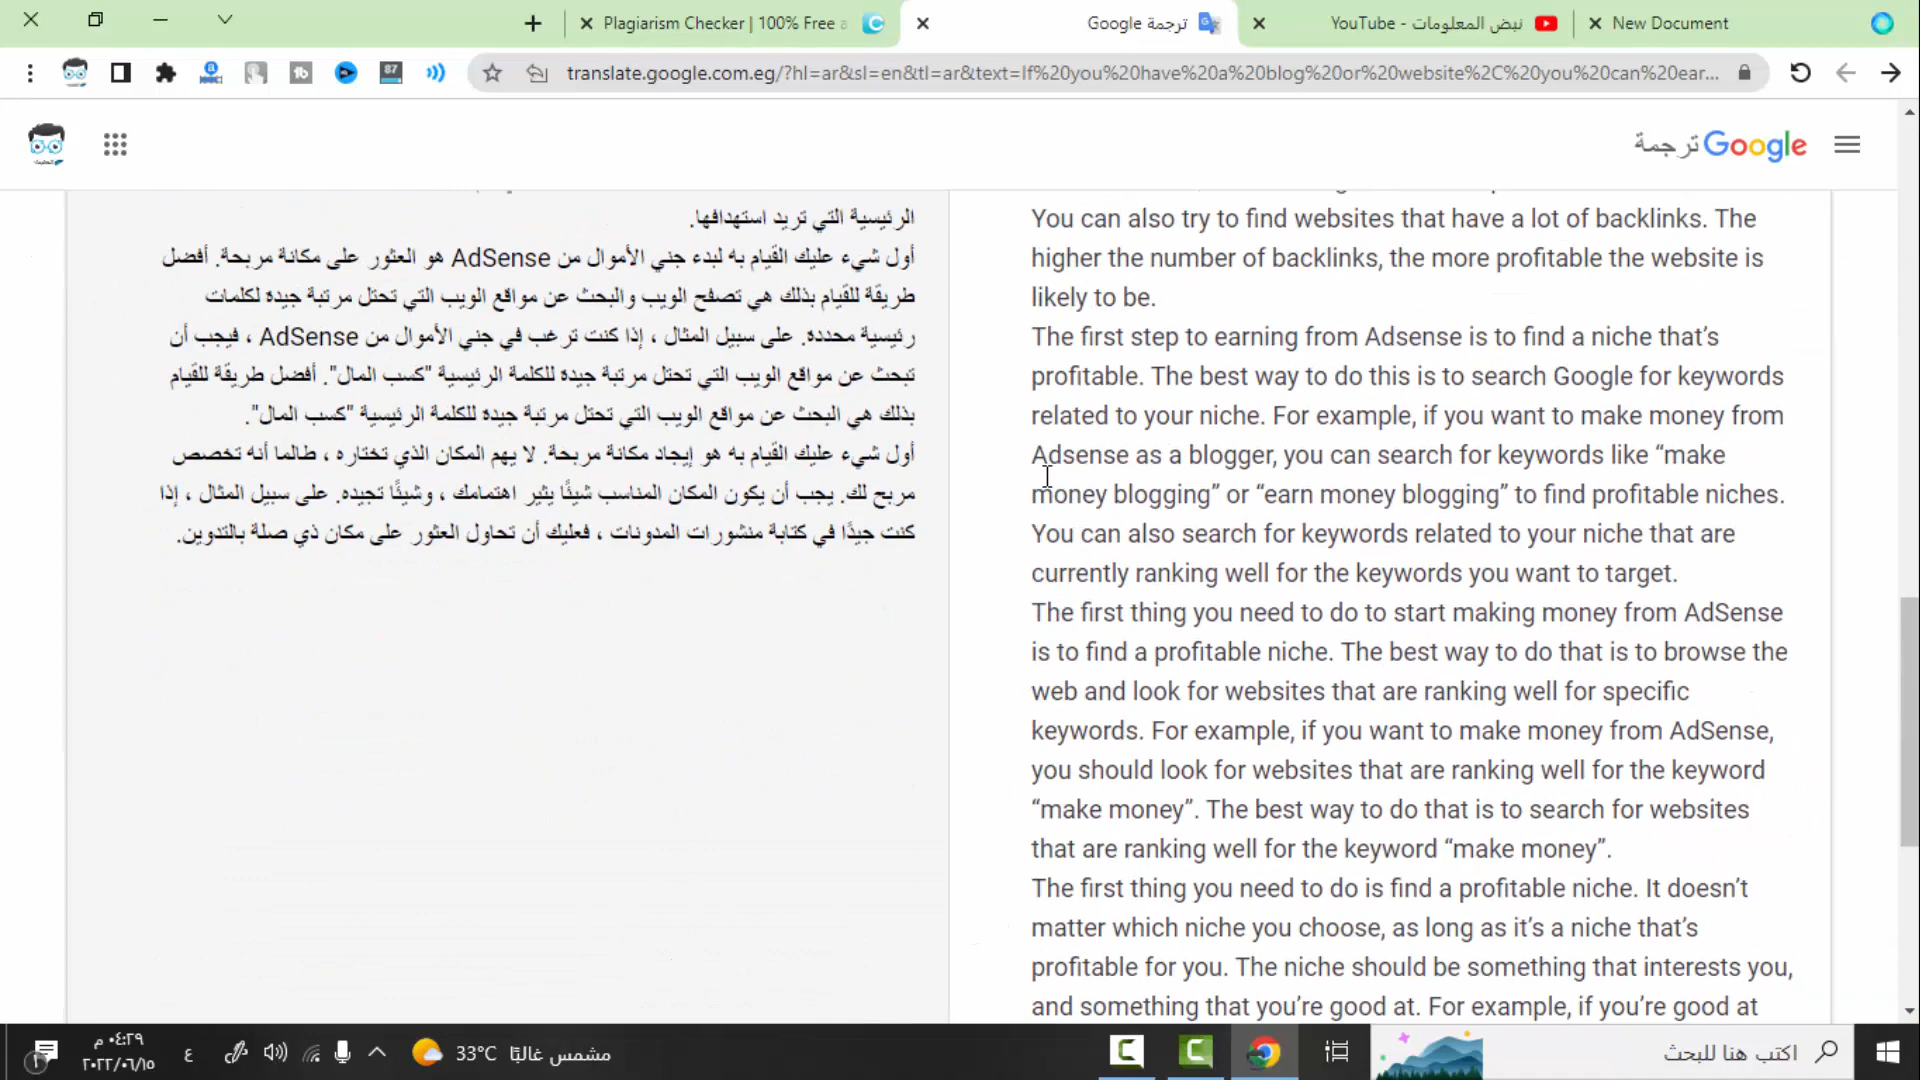 Plagiarism Checker | 100% Free a
ترجمة Google
YouTube - نبض المعلومات
New Document
translate.google.com.eg/?hl=ar&sl=en&tl=ar&text=If%20you%20have%20a%20blog%20or%20website%2C%20you%20can%20ear...
87
ترجمة Google
You can also try to find websites that have a lot of backlinks. The
higher the number of backlinks, the more profitable the website is
likely to be.
The first step to earning from Adsense is to find a niche that’s
profitable. The best way to do this is to search Google for keywords
related to your niche. For example, if you want to make money from
Adsense as a blogger, you can search for keywords like “make
money blogging” or “earn money blogging” to find profitable niches.
You can also search for keywords related to your niche that are
currently ranking well for the keywords you want to target.
The first thing you need to do to start making money from AdSense
is to find a profitable niche. The best way to do that is to browse the
web and look for websites that are ranking well for specific
keywords. For example, if you want to make money from AdSense,
you should look for websites that are ranking well for the keyword
“make money”. The best way to do that is to search for websites
that are ranking well for the keyword “make money”.
The first thing you need to do is find a profitable niche. It doesn’t
matter which niche you choose, as long as it’s a niche that’s
profitable for you. The niche should be something that interests you,
and something that you’re good at. For example, if you’re good at
الرئيسية التي تريد استهدافها.
أول شيء عليك القيام به لبدء جني الأموال من AdSense هو العثور على مكانة مربحة. أفضل
طريقة للقيام بذلك هي تصفح الويب والبحث عن مواقع الويب التي تحتل مرتبة جيدة لكلمات
رئيسية محددة. على سبيل المثال ، إذا كنت ترغب في جني الأموال من AdSense ، فيجب أن
تبحث عن مواقع الويب التي تحتل مرتبة جيدة للكلمة الرئيسية "كسب المال". أفضل طريقة للقيام
بذلك هي البحث عن مواقع الويب التي تحتل مرتبة جيدة للكلمة الرئيسية "كسب المال".
أول شيء عليك القيام به هو إيجاد مكانة مربحة. لا يهم المكان الذي تختاره ، طالما أنه تخصص
مربح لك. يجب أن يكون المكان المناسب شيئًا يثير اهتمامك ، وشيئًا تجيده. على سبيل المثال ، إذا
كنت جيدًا في كتابة منشورات المدونات ، فعليك أن تحاول العثور على مكان ذي صلة بالتدوين.
اكتب هنا للبحث
33°C مشمس غالبًا
ع
٠٤:٢٩ م
٢٠٢٢/٠٦/١٥